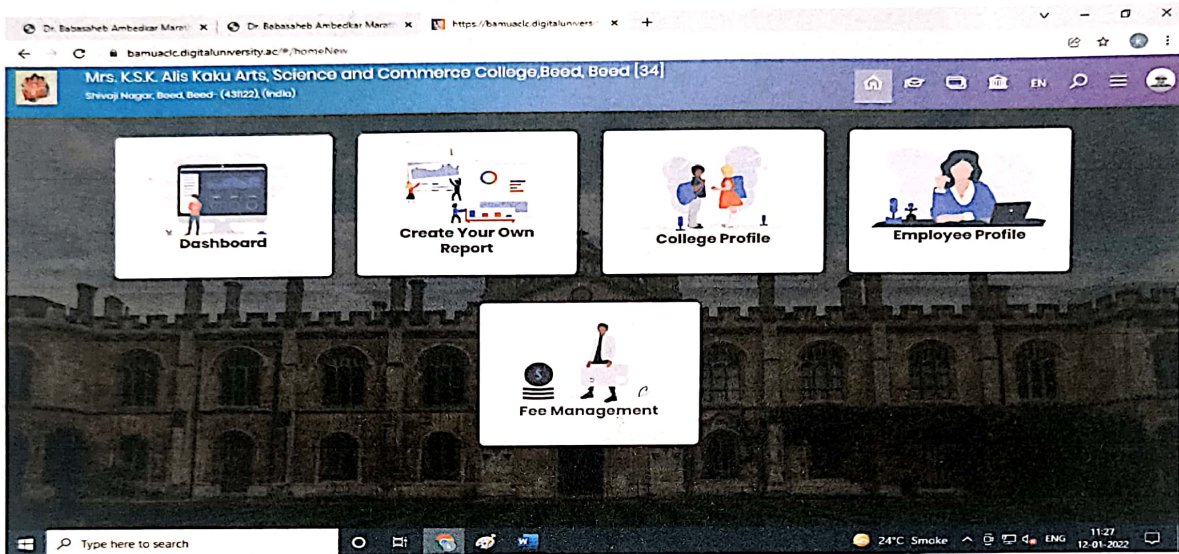 Dr. Babasaheb Ambedkar Marat
Dr. Babasaheb Ambedkar Marat
https://bamuaclc.digitalunivers
bamuaclc.digitaluniversity.ac/#/homeNew
Mrs. K.S.K. Alis Kaku Arts, Science and Commerce College,Beed, Beed [34]
Shivaji Nagar, Beed, Beed- (431122), (India)
EN
Dashboard
Create Your Own
Report
College Profile
Employee Profile
Fee Management
Type here to search
24°C Smoke
ENG
11:27
12-01-2022